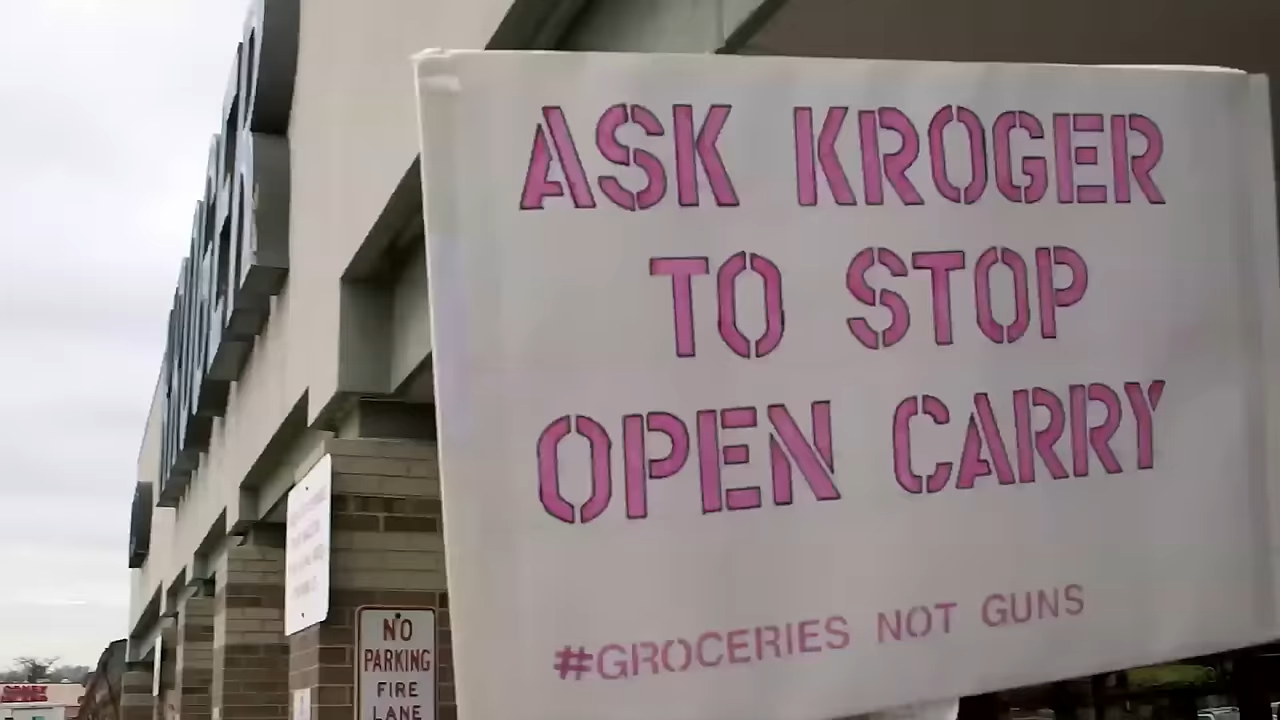 ASK KROGER
TO STOP
OPEN CARRY
#GROCERIES NOT GUNS
NO
PARKING
FIRE
LANE